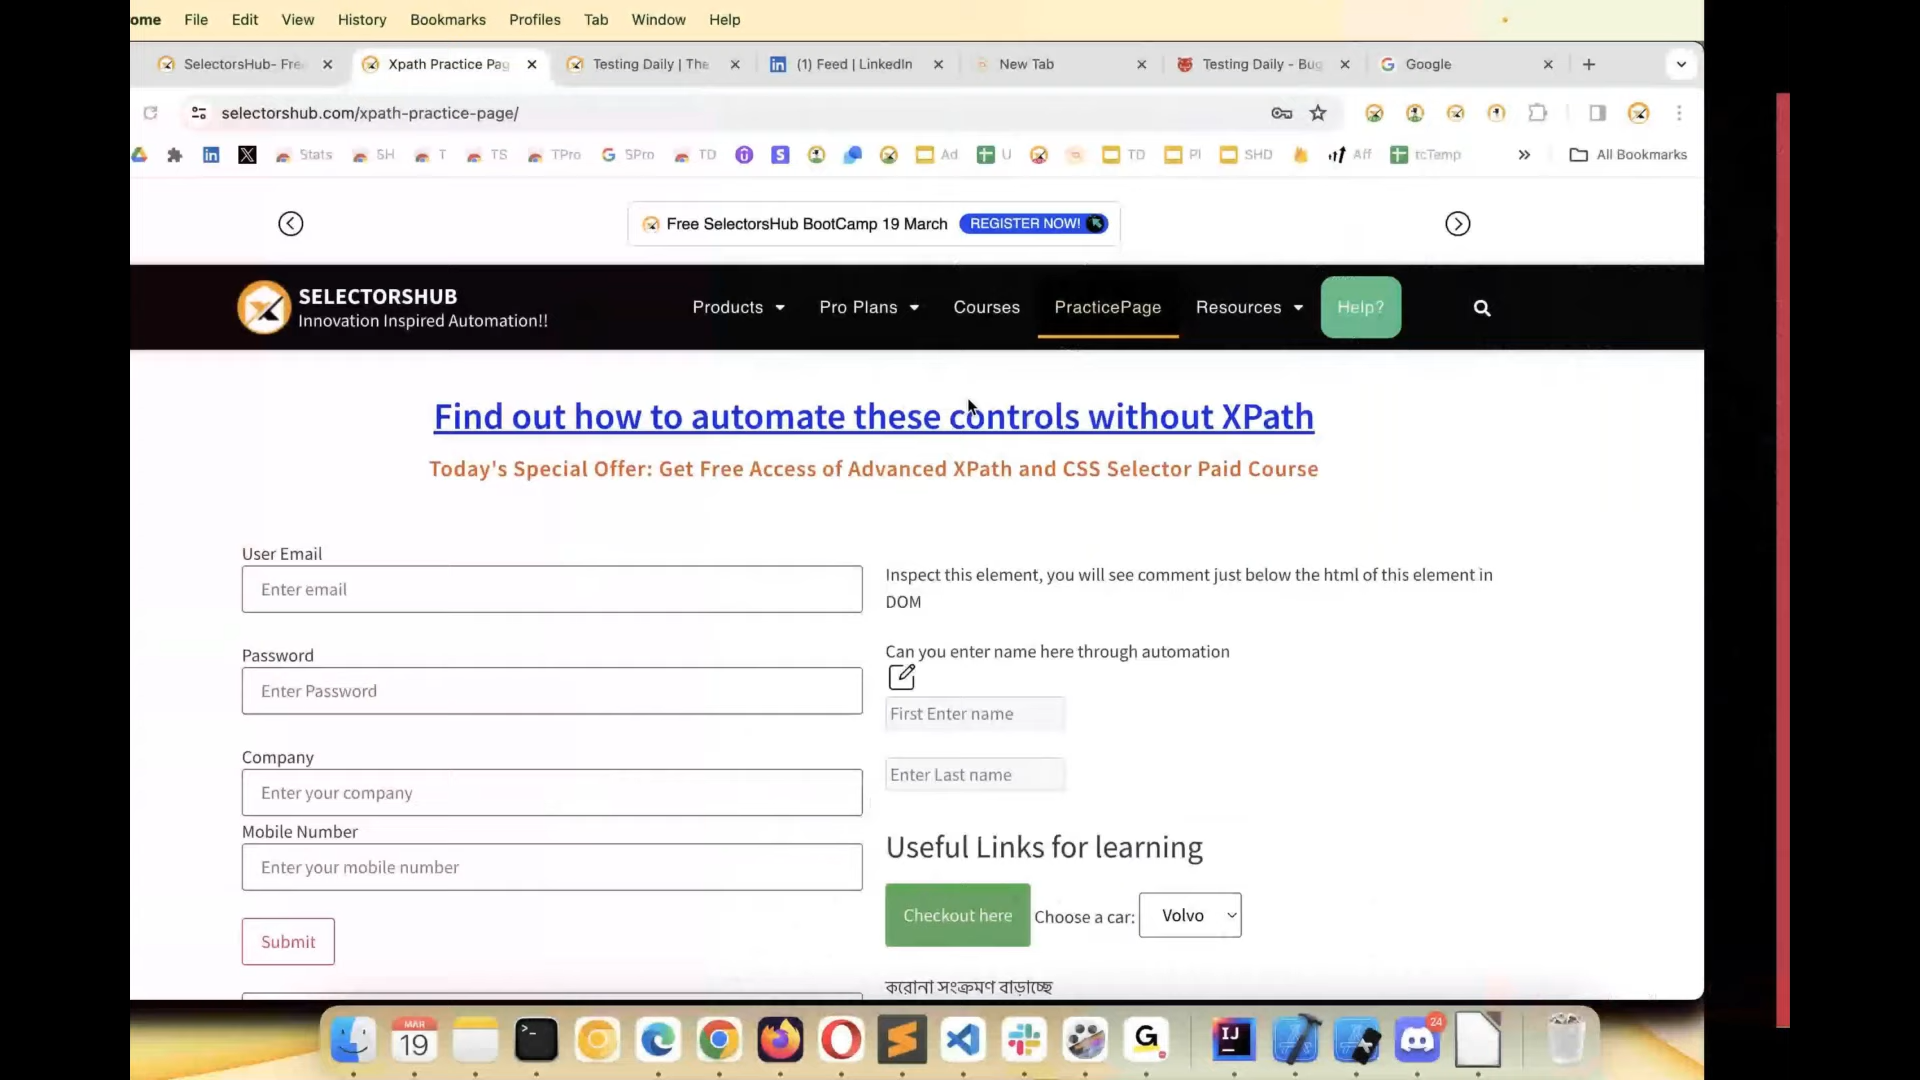 ome File Edit View History Bookmarks Profiles Tab Window Help
SelectorsHub- Fre Xpath Practice Pag Testing Daily | The (1) Feed | LinkedIn New Tab Testing Daily - Bug Google
selectorshub.com/xpath-practice-page/
Stats SH T TS TPro SPro TD Ad U TD PI SHD Aff tcTemp All Bookmarks
Free SelectorsHub BootCamp 19 March REGISTER NOW!
SELECTORSHUB
Innovation Inspired Automation!!
Products Pro Plans Courses PracticePage Resources Help?
Find out how to automate these controls without XPath
Today's Special Offer: Get Free Access of Advanced XPath and CSS Selector Paid Course
User Email
Enter email
Password
Enter Password
Company
Enter your company
Mobile Number
Enter your mobile number
Submit
Inspect this element, you will see comment just below the html of this element in
DOM
Can you enter name here through automation
First Enter name
Enter Last name
Useful Links for learning
Checkout here Choose a car: Volvo
করোনা সংক্রমণ বাড়াচ্ছে
MAR
19
IJ
24